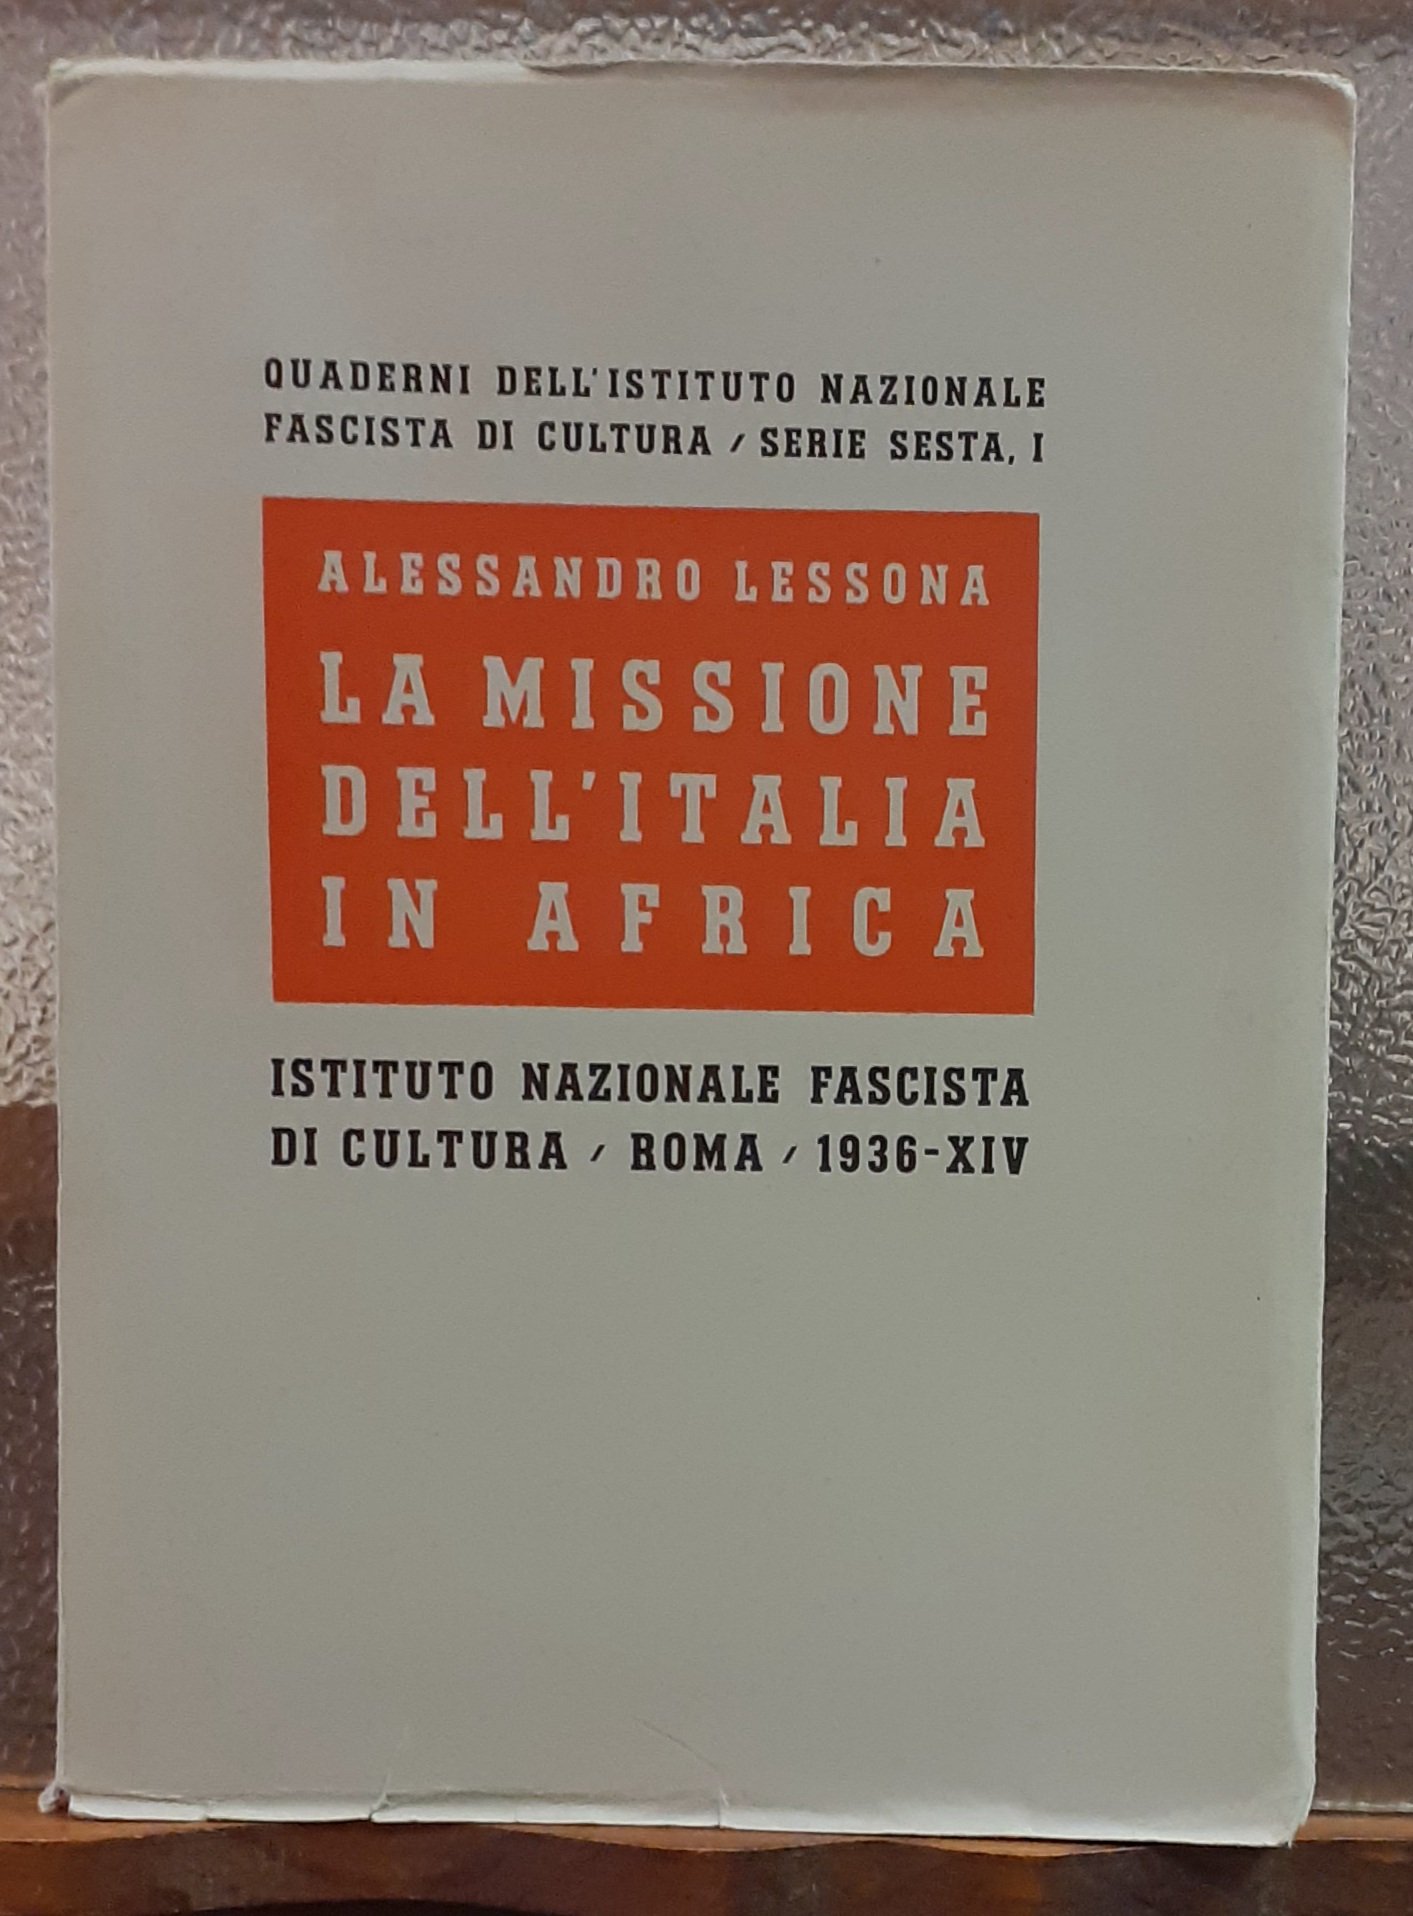 QUADERNI DELL'ISTITUTO NAZIONALE
FASCISTA DI CULTURA / SERIE SESTA, I
ALESSANDRO LESSONA
LA MISSIONE
DELL'ITALIA
IN AFRICA
ISTITUTO NAZIONALE FASCISTA
DI CULTURA / ROMA / 1936-XIV